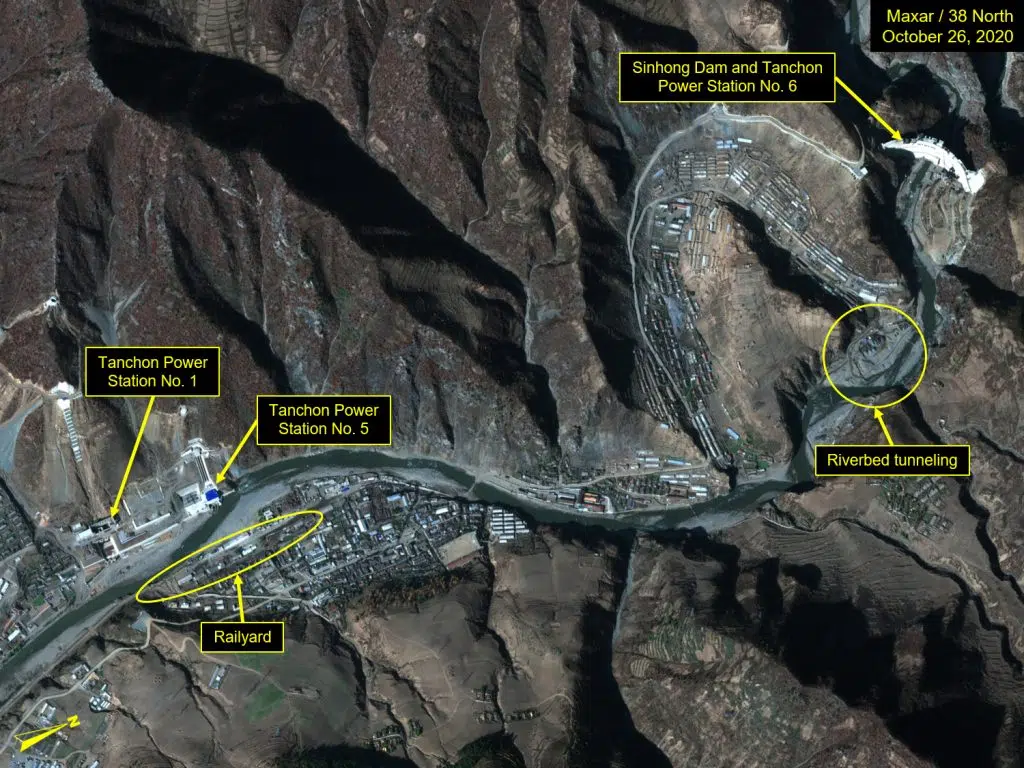 Maxar / 38 North
October 26, 2020
Sinhong Dam and Tanchon
Power Station No. 6
Tanchon Power
Station No. 1
Tanchon Power
Station No. 5
Riverbed tunneling
Railyard
N